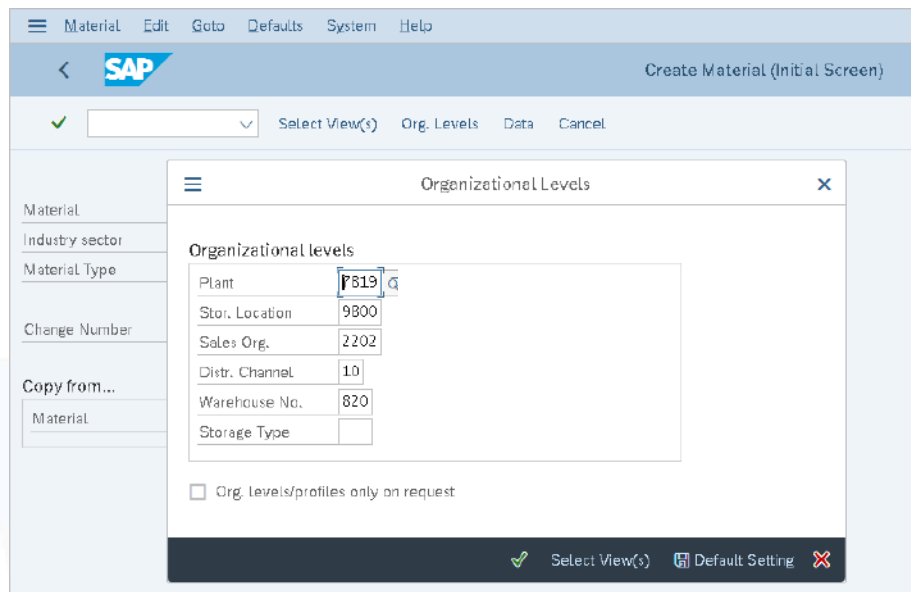 Material Edit Goto Defaults System Help
SAP Create Material (Initial Screen)
Select View(s) Org. Levels Data Cancel
Organizational Levels
Material
Industry sector
Material Type
Change Number
Copy from...
Material
Organizational levels
Plant 7819
Stor. Location 9800
Sales Org. 2202
Distr. Channel 10
Warehouse No. 820
Storage Type
Org. levels/profiles only on request
Select View(s) Default Setting